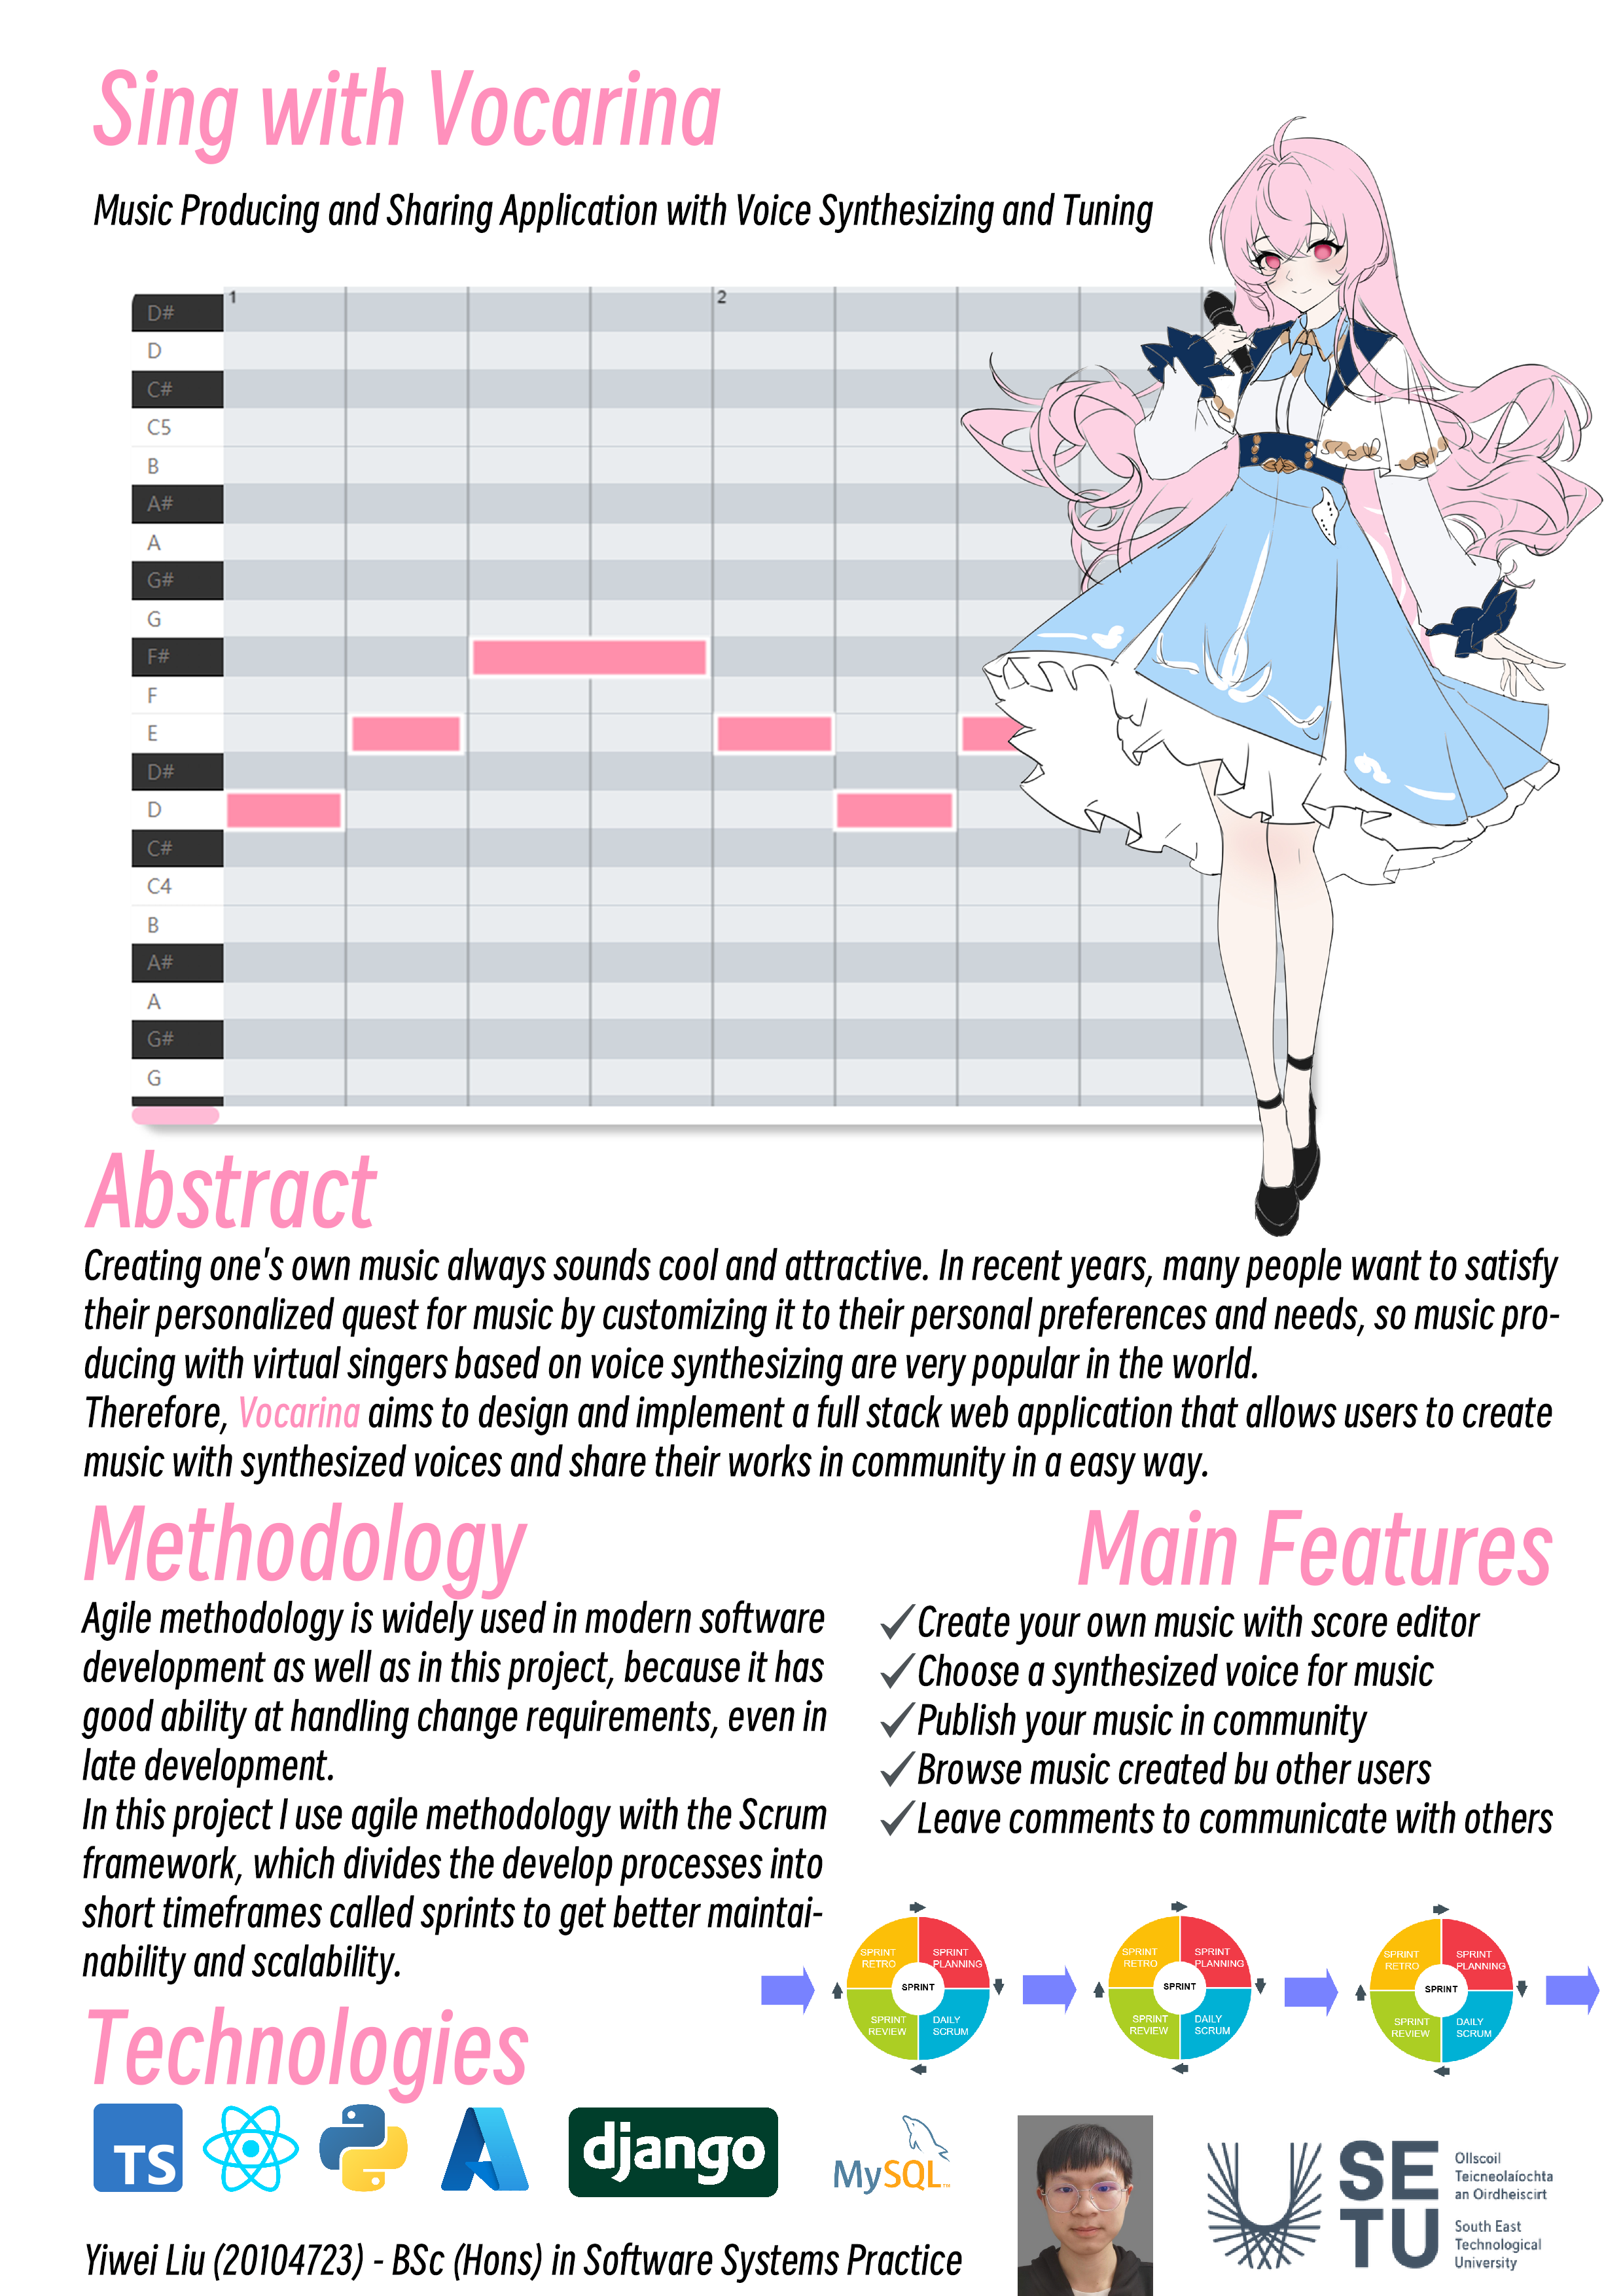 Sing with Vocarina
Music Producing and Sharing Application with Voice Synthesizing and Tuning
1
2
D#
D
C#
C5
B
A#
A
G#
G
F#
F
E
D#
D
C#
C4
B
A#
A
G#
G
Abstract
Creating one's own music always sounds cool and attractive. In recent years, many people want to satisfy
their personalized quest for music by customizing it to their personal preferences and needs, so music pro-
ducing with virtual singers based on voice synthesizing are very popular in the world.
Therefore, Vocarina aims to design and implement a full stack web application that allows users to create
music with synthesized voices and share their works in community in a easy way.
Methodology
Agile methodology is widely used in modern software
development as well as in this project, because it has
good ability at handling change requirements, even in
late development.
In this project I use agile methodology with the Scrum
framework, which divides the develop processes into
short timeframes called sprints to get better maintai-
nability and scalability.
Main Features
Create your own music with score editor
Choose a synthesized voice for music
Publish your music in community
Browse music created bu other users
Leave comments to communicate with others
SPRINT
RETRO
SPRINT
PLANNING
SPRINT
SPRINT
REVIEW
DAILY
SCRUM
SPRINT
RETRO
SPRINT
PLANNING
SPRINT
SPRINT
REVIEW
DAILY
SCRUM
SPRINT
RETRO
SPRINT
PLANNING
SPRINT
SPRINT
REVIEW
DAILY
SCRUM
Technologies
TS
django
MySQL™
SE
TU
Ollscoil
Teicneolaíochta
an Oirdheiscirt
South East
Technological
University
Yiwei Liu (20104723) - BSc (Hons) in Software Systems Practice